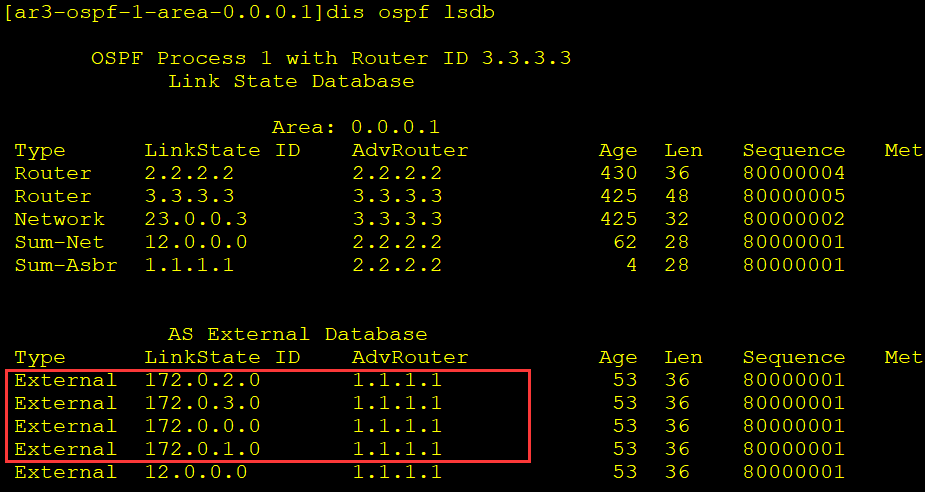 [ar3-ospf-1-area-0.0.0.1]dis ospf lsdb
OSPF Process 1 with Router ID 3.3.3.3
Link State Database
Area: 0.0.0.1
Type LinkState ID AdvRouter Age Len Sequence Met
Router 2.2.2.2 2.2.2.2 430 36 80000004
Router 3.3.3.3 3.3.3.3 425 48 80000005
Network 23.0.0.3 3.3.3.3 425 32 80000002
Sum-Net 12.0.0.0 2.2.2.2 62 28 80000001
Sum-Asbr 1.1.1.1 2.2.2.2 4 28 80000001
AS External Database
Type LinkState ID AdvRouter Age Len Sequence Met
External 172.0.2.0 1.1.1.1 53 36 80000001
External 172.0.3.0 1.1.1.1 53 36 80000001
External 172.0.0.0 1.1.1.1 53 36 80000001
External 172.0.1.0 1.1.1.1 53 36 80000001
External 12.0.0.0 1.1.1.1 53 36 80000001